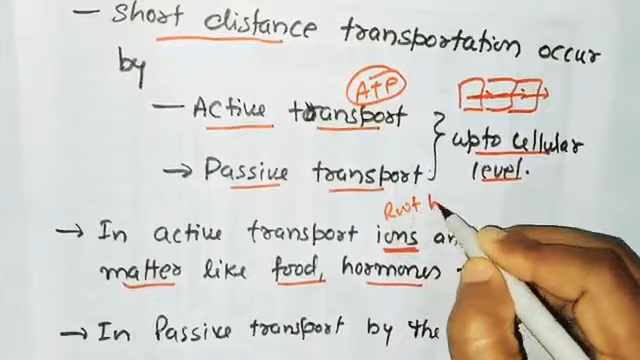 - Short distance transportation occur
by
- Active transport
ATP
→ Passive transport
upto cellular
level.
→ In active transport ions
matter like food, hormones
→ In Passive transport by the